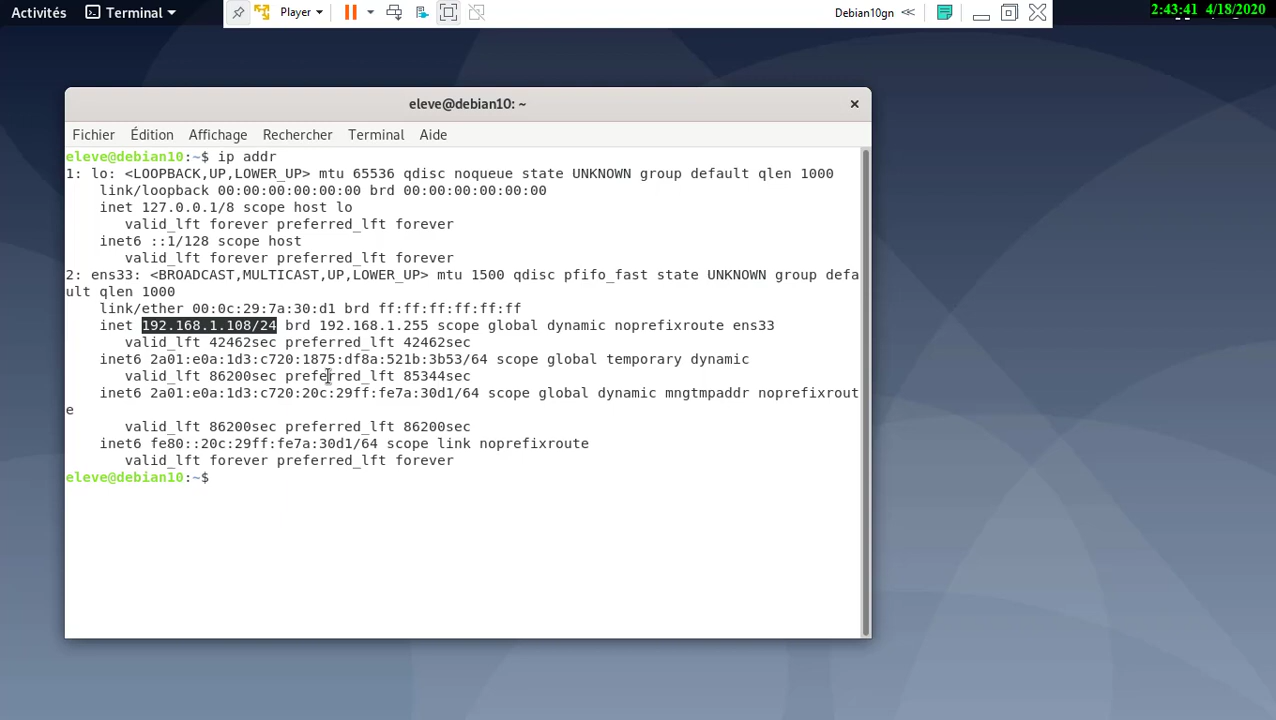 Activités Terminal Player Debian10gn 2:43:41 4/18/2020
eleve@debian10: ~
Fichier Édition Affichage Rechercher Terminal Aide
eleve@debian10:~$ ip addr
1: lo: <LOOPBACK,UP,LOWER_UP> mtu 65536 qdisc noqueue state UNKNOWN group default qlen 1000
link/loopback 00:00:00:00:00:00 brd 00:00:00:00:00:00
inet 127.0.0.1/8 scope host lo
valid_lft forever preferred_lft forever
inet6 ::1/128 scope host
valid_lft forever preferred_lft forever
2: ens33: <BROADCAST,MULTICAST,UP,LOWER_UP> mtu 1500 qdisc pfifo_fast state UNKNOWN group defa
ult qlen 1000
link/ether 00:0c:29:7a:30:d1 brd ff:ff:ff:ff:ff:ff
inet 192.168.1.108/24 brd 192.168.1.255 scope global dynamic noprefixroute ens33
valid_lft 42462sec preferred_lft 42462sec
inet6 2a01:e0a:1d3:c720:1875:df8a:521b:3b53/64 scope global temporary dynamic
valid_lft 86200sec preferred_lft 85344sec
inet6 2a01:e0a:1d3:c720:20c:29ff:fe7a:30d1/64 scope global dynamic mngtmpaddr noprefixrout
e
valid_lft 86200sec preferred_lft 86200sec
inet6 fe80::20c:29ff:fe7a:30d1/64 scope link noprefixroute
valid_lft forever preferred_lft forever
eleve@debian10:~$